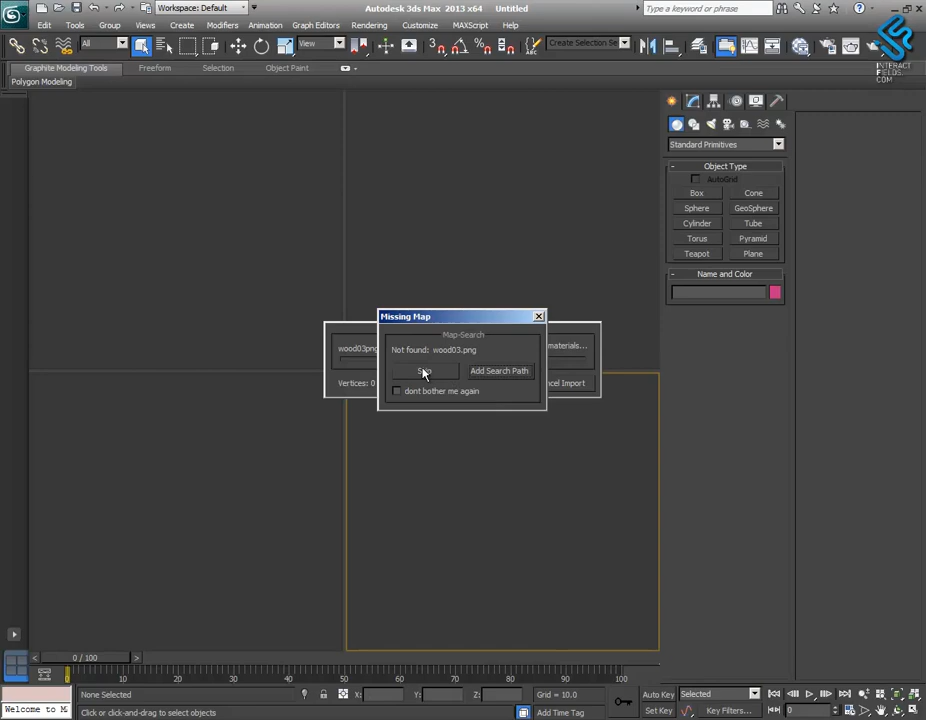 Workspace: Default
Autodesk 3ds Max 2013 x64
Untitled
Type a keyword or phrase
Edit
Tools
Group
Views
Create
Modifiers
Animation
Graph Editors
Rendering
Customize
MAXScript
Help
All
View
Create Selection Se
INTERACT
FIELDS.
COM
Graphite Modeling Tools
Freeform
Selection
Object Paint
Polygon Modeling
Standard Primitives
Object Type
AutoGrid
Box
Cone
Sphere
GeoSphere
Cylinder
Tube
Torus
Pyramid
Teapot
Plane
Name and Color
Missing Map
Map-Search
wood03png
Not found: wood03.png
materials...
Skip
Add Search Path
Vertices: 0
dont bother me again
cel Import
0 / 100
10
20
30
40
50
60
70
80
90
100
None Selected
X:
Y:
Z:
Grid = 10.0
Auto Key
Selected
Welcome to M
Click or click-and-drag to select objects
Add Time Tag
Set Key
Key Filters...
0